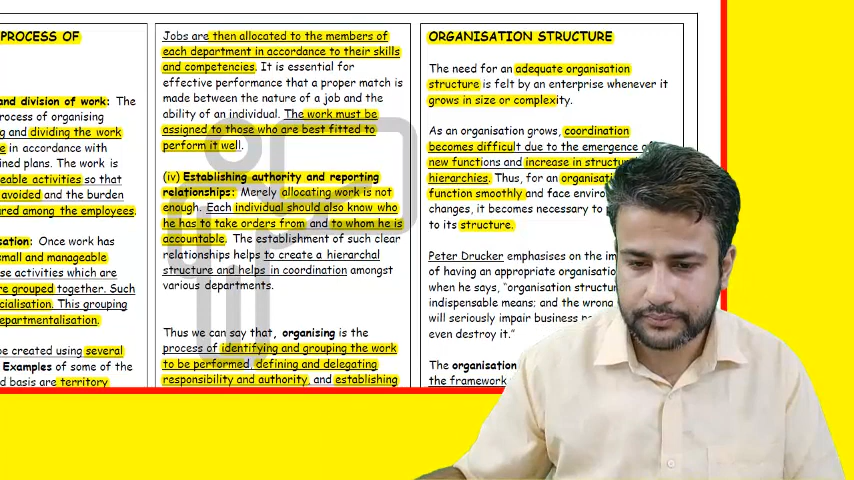 PROCESS OF
and division of work: The
process of organising
g and dividing the work
e in accordance with
ined plans. The work is
eable activities so that
avoided and the burden
ured among the employees.
isation: Once work has
small and manageable
se activities which are
re grouped together. Such
cialisation. This grouping
epartmentalisation.
be created using several
Examples of some of the
d basis are territory
Jobs are then allocated to the members of
each department in accordance to their skills
and competencies. It is essential for
effective performance that a proper match is
made between the nature of a job and the
ability of an individual. The work must be
assigned to those who are best fitted to
perform it well.
(iv) Establishing authority and reporting
relationships: Merely allocating work is not
enough. Each individual should also know who
he has to take orders from and to whom he is
accountable. The establishment of such clear
relationships helps to create a hierarchal
structure and helps in coordination amongst
various departments.
Thus we can say that, organising is the
process of identifying and grouping the work
to be performed, defining and delegating
responsibility and authority, and establishing
ORGANISATION STRUCTURE
The need for an adequate organisation
structure is felt by an enterprise whenever it
grows in size or complexity.
As an organisation grows, coordination
becomes difficult due to the emergence of
new functions and increase in structur
hierarchies. Thus, for an organisati
function smoothly and face enviro
changes, it becomes necessary to
to its structure.
Peter Drucker emphasises on the im
of having an appropriate organisatio
when he says, "organisation structur
indispensable means; and the wrong
will seriously impair business p
even destroy it."
The organisation
the framework